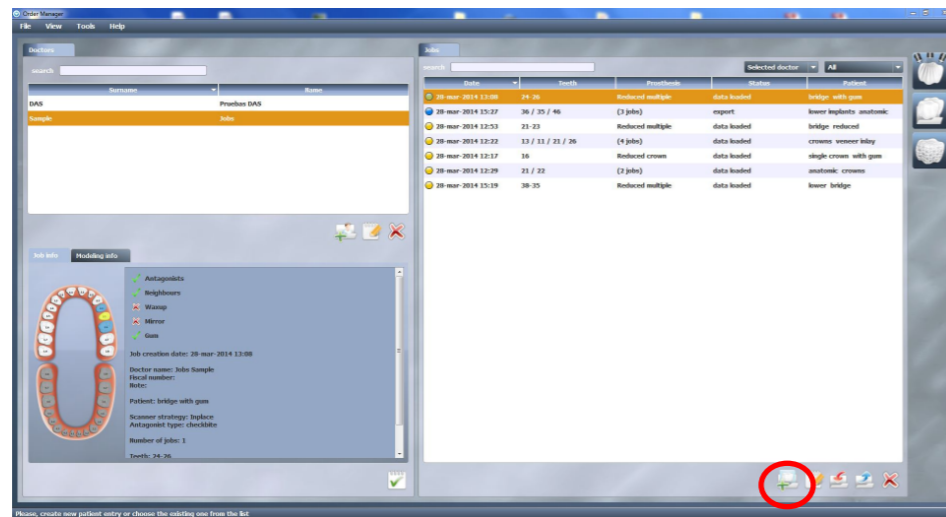 Order Manager
File View Tools Help
Doctors
search
Surname Name
DAS Pruebas DAS
Sample Jobs
Job info Modeling info
Antagonists
Neighbours
Waxup
Mirror
Gum
Job creation date: 28-mar-2014 13:08
Doctor name: Jobs Sample
Fiscal number:
Note:
Patient: bridge with gum
Scanner strategy: Inplace
Antagonist type: checkbite
Number of jobs: 1
Teeth: 24-26
Jobs
search Selected doctor All
Date Teeth Prosthesis Status Patient
28-mar-2014 13:08 24-26 Reduced multiple data loaded bridge with gum
28-mar-2014 15:27 36 / 35 / 46 (3 jobs) export lower implants anatomic
28-mar-2014 12:53 21-23 Reduced multiple data loaded bridge reduced
28-mar-2014 12:22 13 / 11 / 21 / 26 (4 jobs) data loaded crowns veneer inlay
28-mar-2014 12:17 16 Reduced crown data loaded single crown with gum
28-mar-2014 12:29 21 / 22 (2 jobs) data loaded anatomic crowns
28-mar-2014 15:19 38-35 Reduced multiple data loaded lower bridge
Please, create new patient entry or choose the existing one from the list